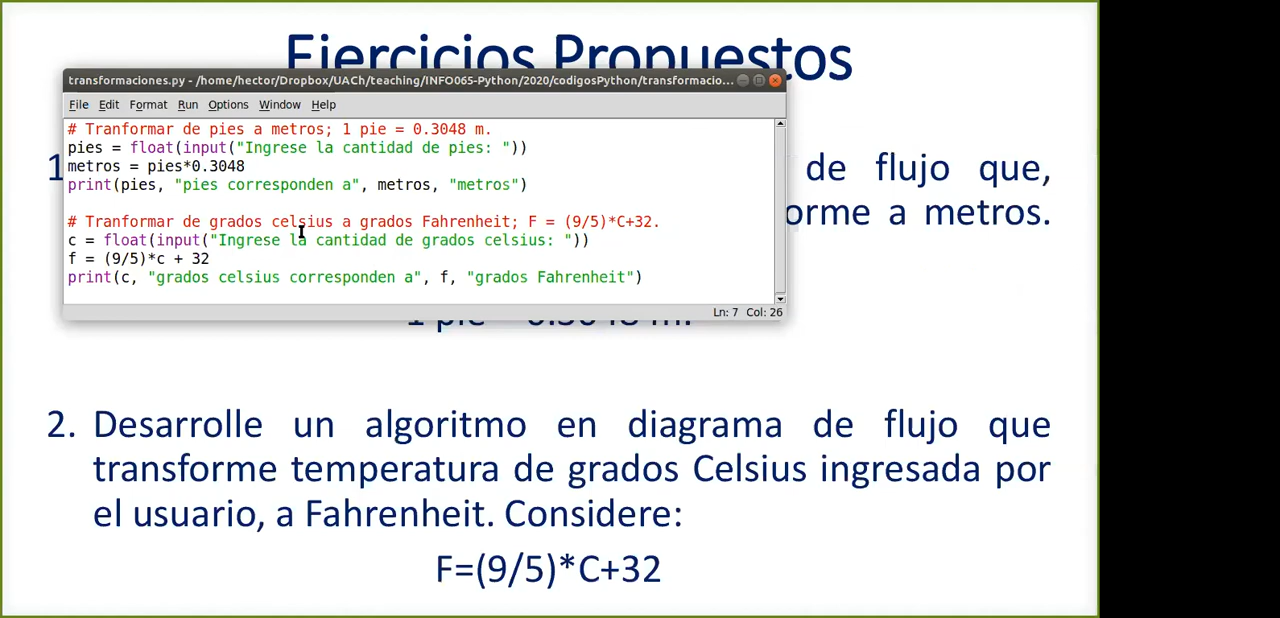 Ejercicios Propuestos
transformaciones.py - /home/hector/Dropbox/UACh/teaching/INFO065-Python/2020/codigosPython/transformacio...
File Edit Format Run Options Window Help
# Tranformar de pies a metros; 1 pie = 0.3048 m.
pies = float(input("Ingrese la cantidad de pies: "))
metros = pies*0.3048
print(pies, "pies corresponden a", metros, "metros")
# Tranformar de grados celsius a grados Fahrenheit; F = (9/5)*C+32.
c = float(input("Ingrese la cantidad de grados celsius: "))
f = (9/5)*c + 32
print(c, "grados celsius corresponden a", f, "grados Fahrenheit")
Ln: 7 Col: 26
1
de flujo que,
orme a metros.
1 pie = 0.3048 m.
2. Desarrolle un algoritmo en diagrama de flujo que
transforme temperatura de grados Celsius ingresada por
el usuario, a Fahrenheit. Considere:
F=(9/5)*C+32